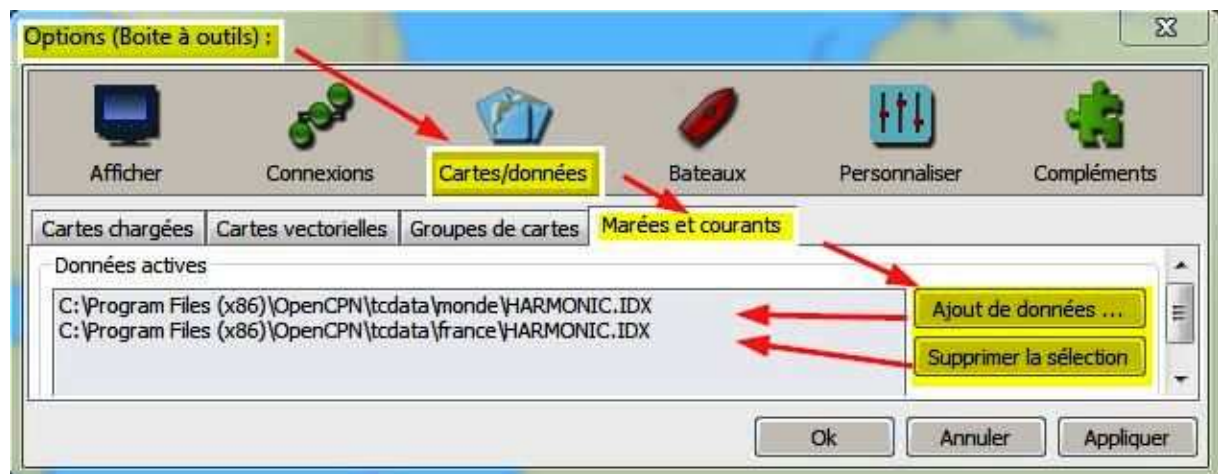 Options (Boite à outils) :
Afficher Connexions Cartes/données Bateaux Personnaliser Compléments
Cartes chargées Cartes vectorielles Groupes de cartes Marées et courants
Données actives
C:\Program Files (x86)\OpenCPN\tcdata\monde\HARMONIC.IDX
C:\Program Files (x86)\OpenCPN\tcdata\france\HARMONIC.IDX
Ajout de données ...
Supprimer la sélection
Ok Annuler Appliquer